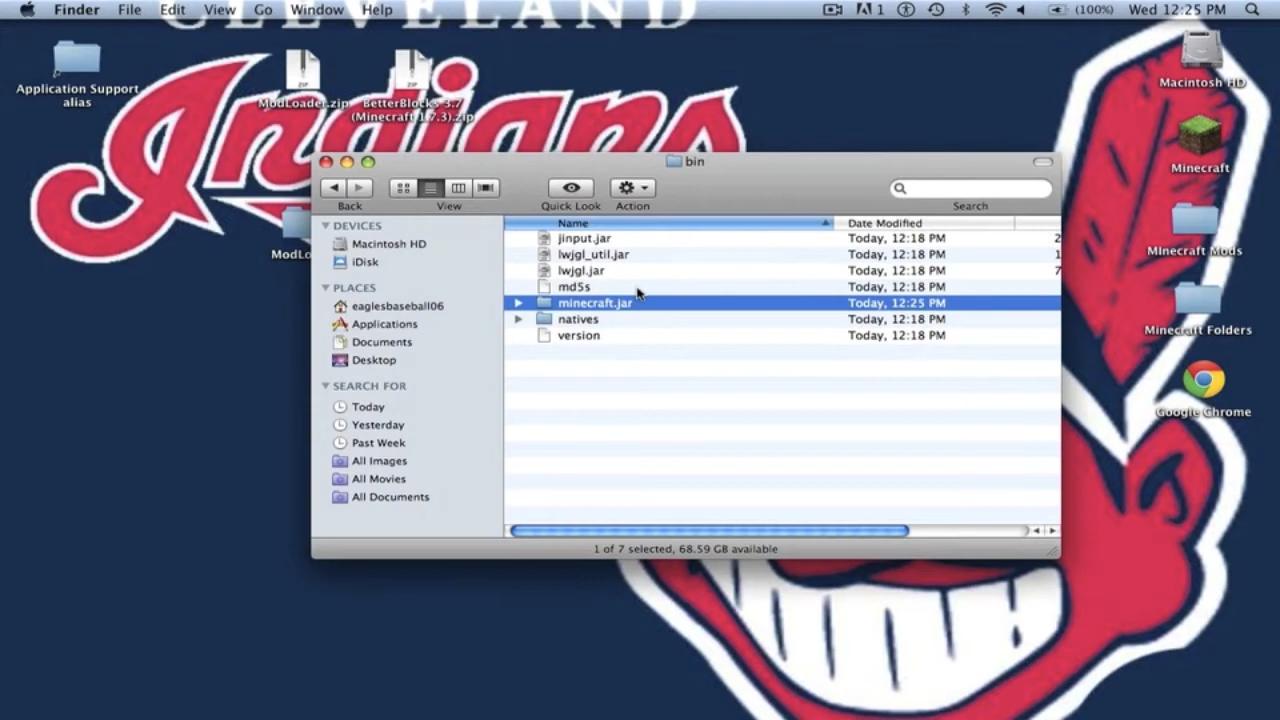 Finder File Edit View Go Window Help 1 (100%) Wed 12:25 PM
CLEVELAND
Indians
Application Support
alias
ModLoader.zip
BetterBlocks 3.7
(Minecraft 1.7.3).zip
Macintosh HD
Minecraft
ModLo
MInecraft Mods
Minecraft Folders
Google Chrome
bin
Back View Quick Look Action Search
DEVICES
Macintosh HD
iDisk
PLACES
eaglesbaseball06
Applications
Documents
Desktop
SEARCH FOR
Today
Yesterday
Past Week
All Images
All Movies
All Documents
Name Date Modified
jinput.jar Today, 12:18 PM 2
lwjgl_util.jar Today, 12:18 PM 1
lwjgl.jar Today, 12:18 PM 7
md5s Today, 12:18 PM
minecraft.jar Today, 12:25 PM
natives Today, 12:18 PM
version Today, 12:18 PM
1 of 7 selected, 68.59 GB available